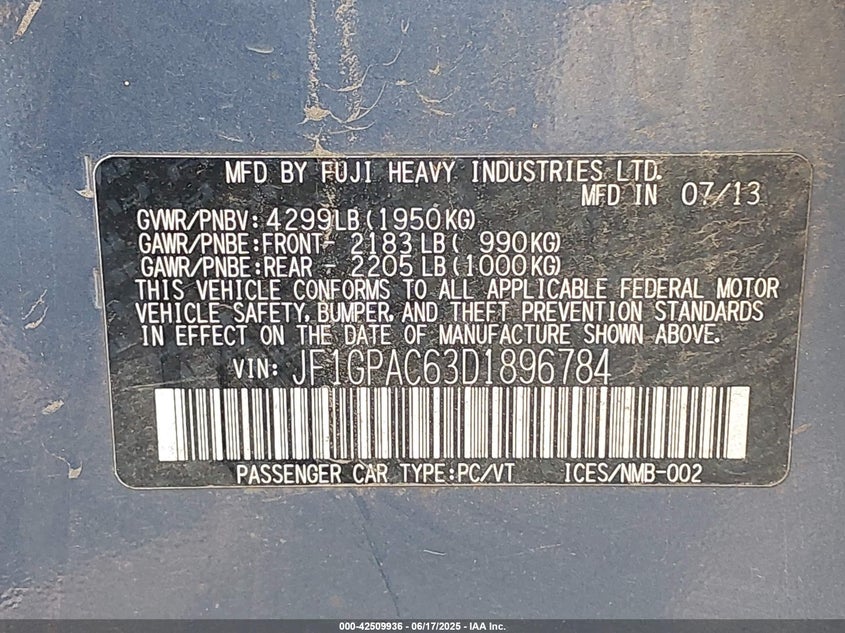 MFD BY FUJI HEAVY INDUSTRIES LTD.
MFD IN 07/13
GVWR/PNBV: 4299LB (1950KG)
GAWR/PNBE:FRONT- 2183 LB ( 990KG)
GAWR/PNBE:REAR - 2205 LB (1000KG)
THIS VEHICLE CONFORMS TO ALL APPLICABLE FEDERAL MOTOR
VEHICLE SAFETY, BUMPER, AND THEFT PREVENTION STANDARDS
IN EFFECT ON THE DATE OF MANUFACTURE SHOWN ABOVE.
VIN: JF1GPAC63D1896784
PASSENGER CAR TYPE:PC/VT ICES/NMB-002
000-42509936 - 06/17/2025 - IAA Inc.